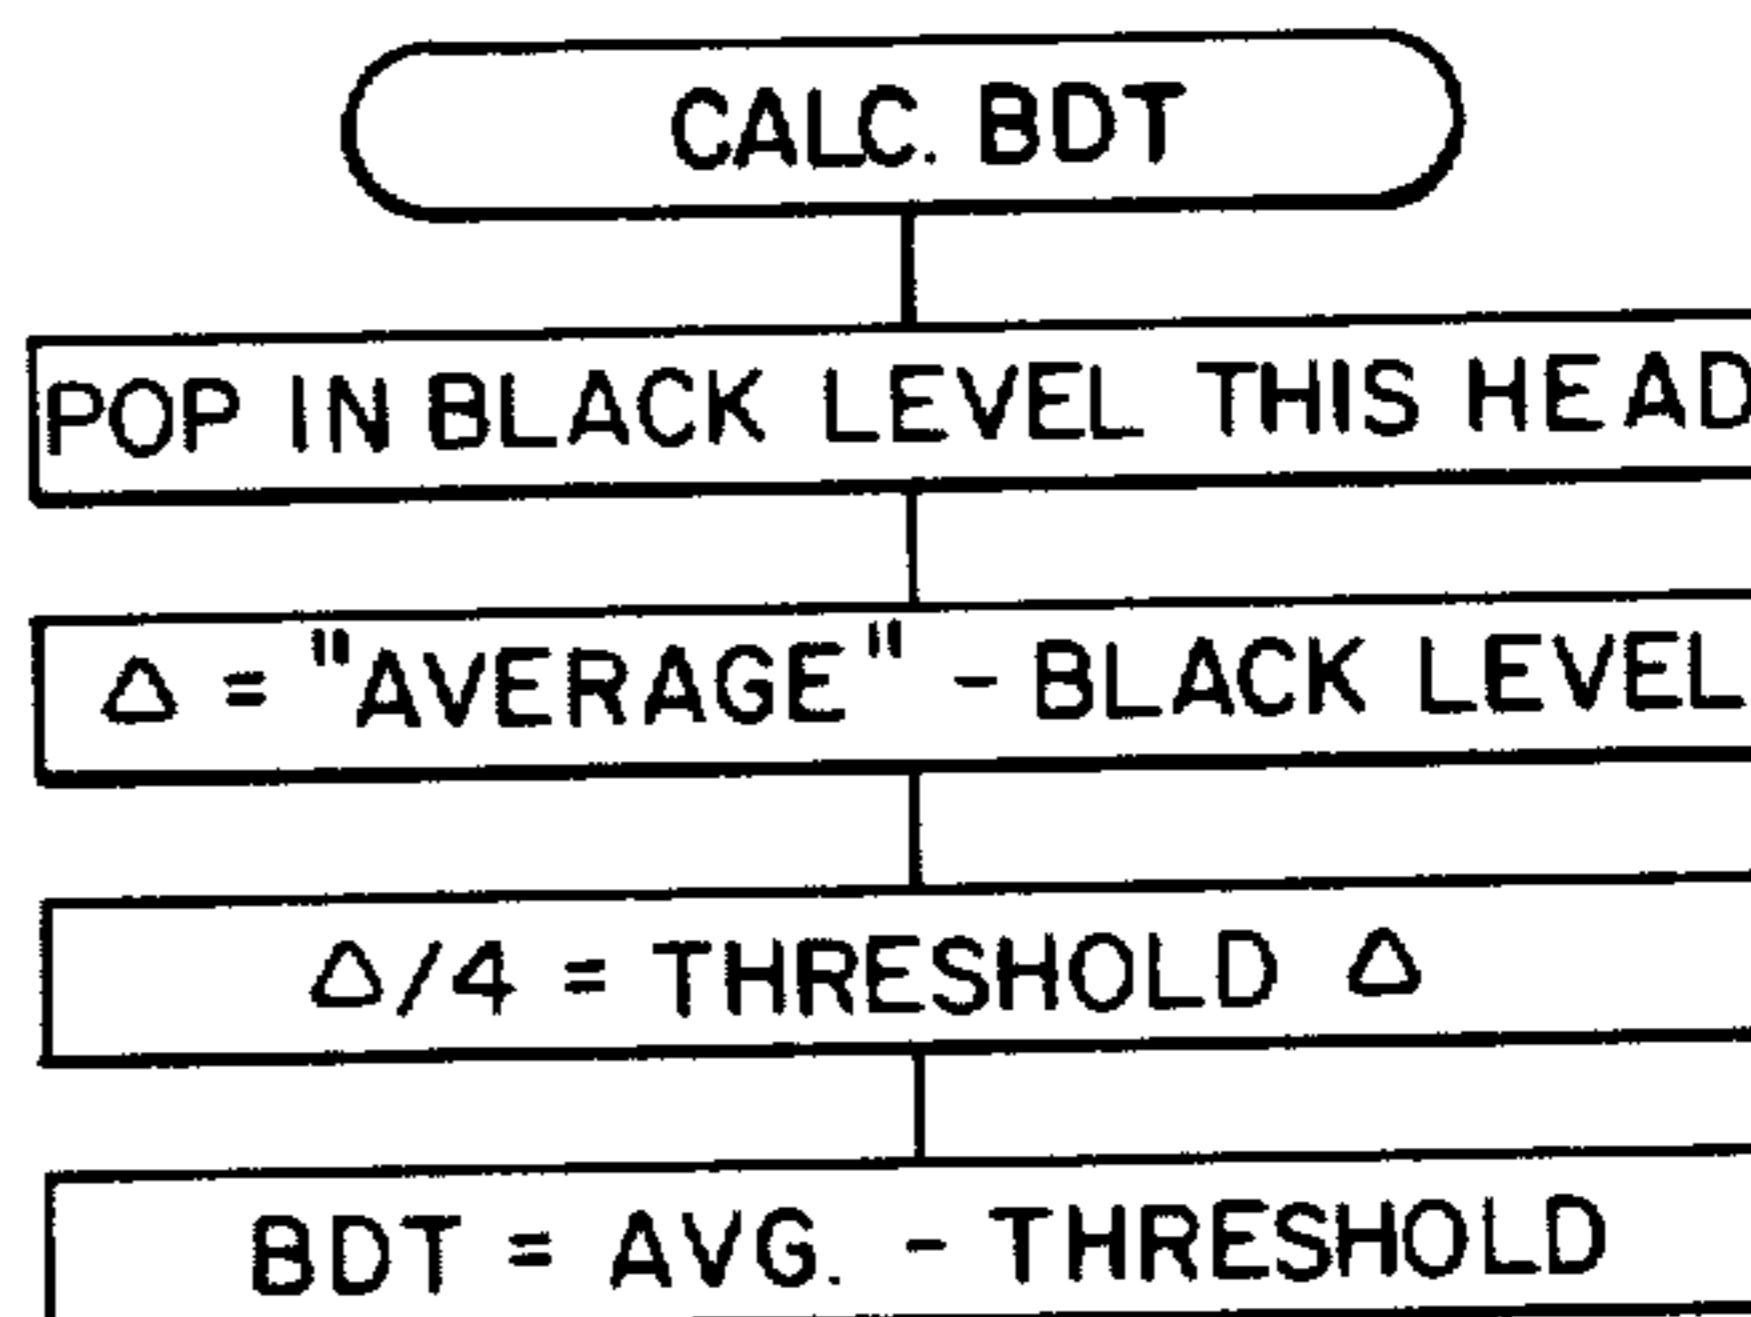 CALC. BDT
POP IN BLACK LEVEL THIS HEAD
Δ = "AVERAGE" - BLACK LEVEL
Δ/4 = THRESHOLD Δ
BDT = AVG. - THRESHOLD